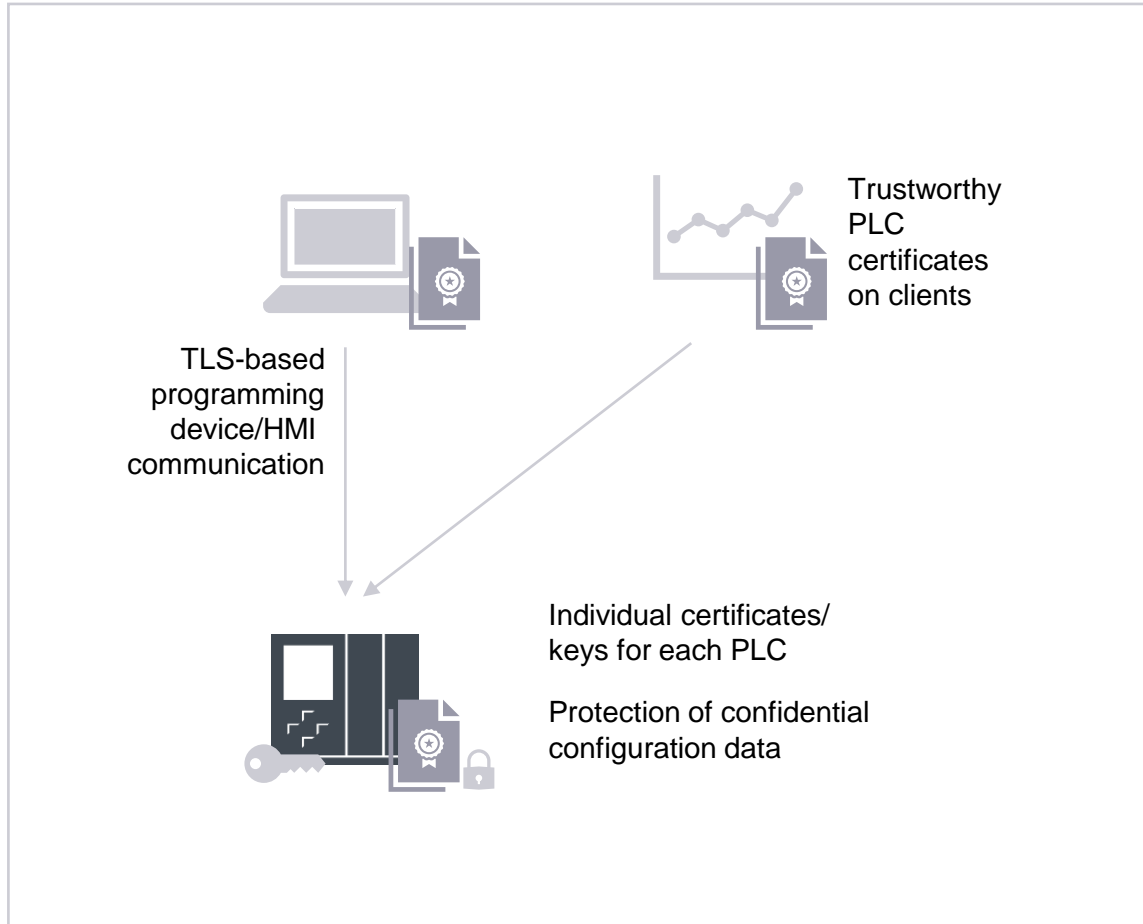 Trustworthy
PLC
certificates
on clients
TLS-based
programming
device/HMI
communication
Individual certificates/
keys for each PLC
Protection of confidential
configuration data